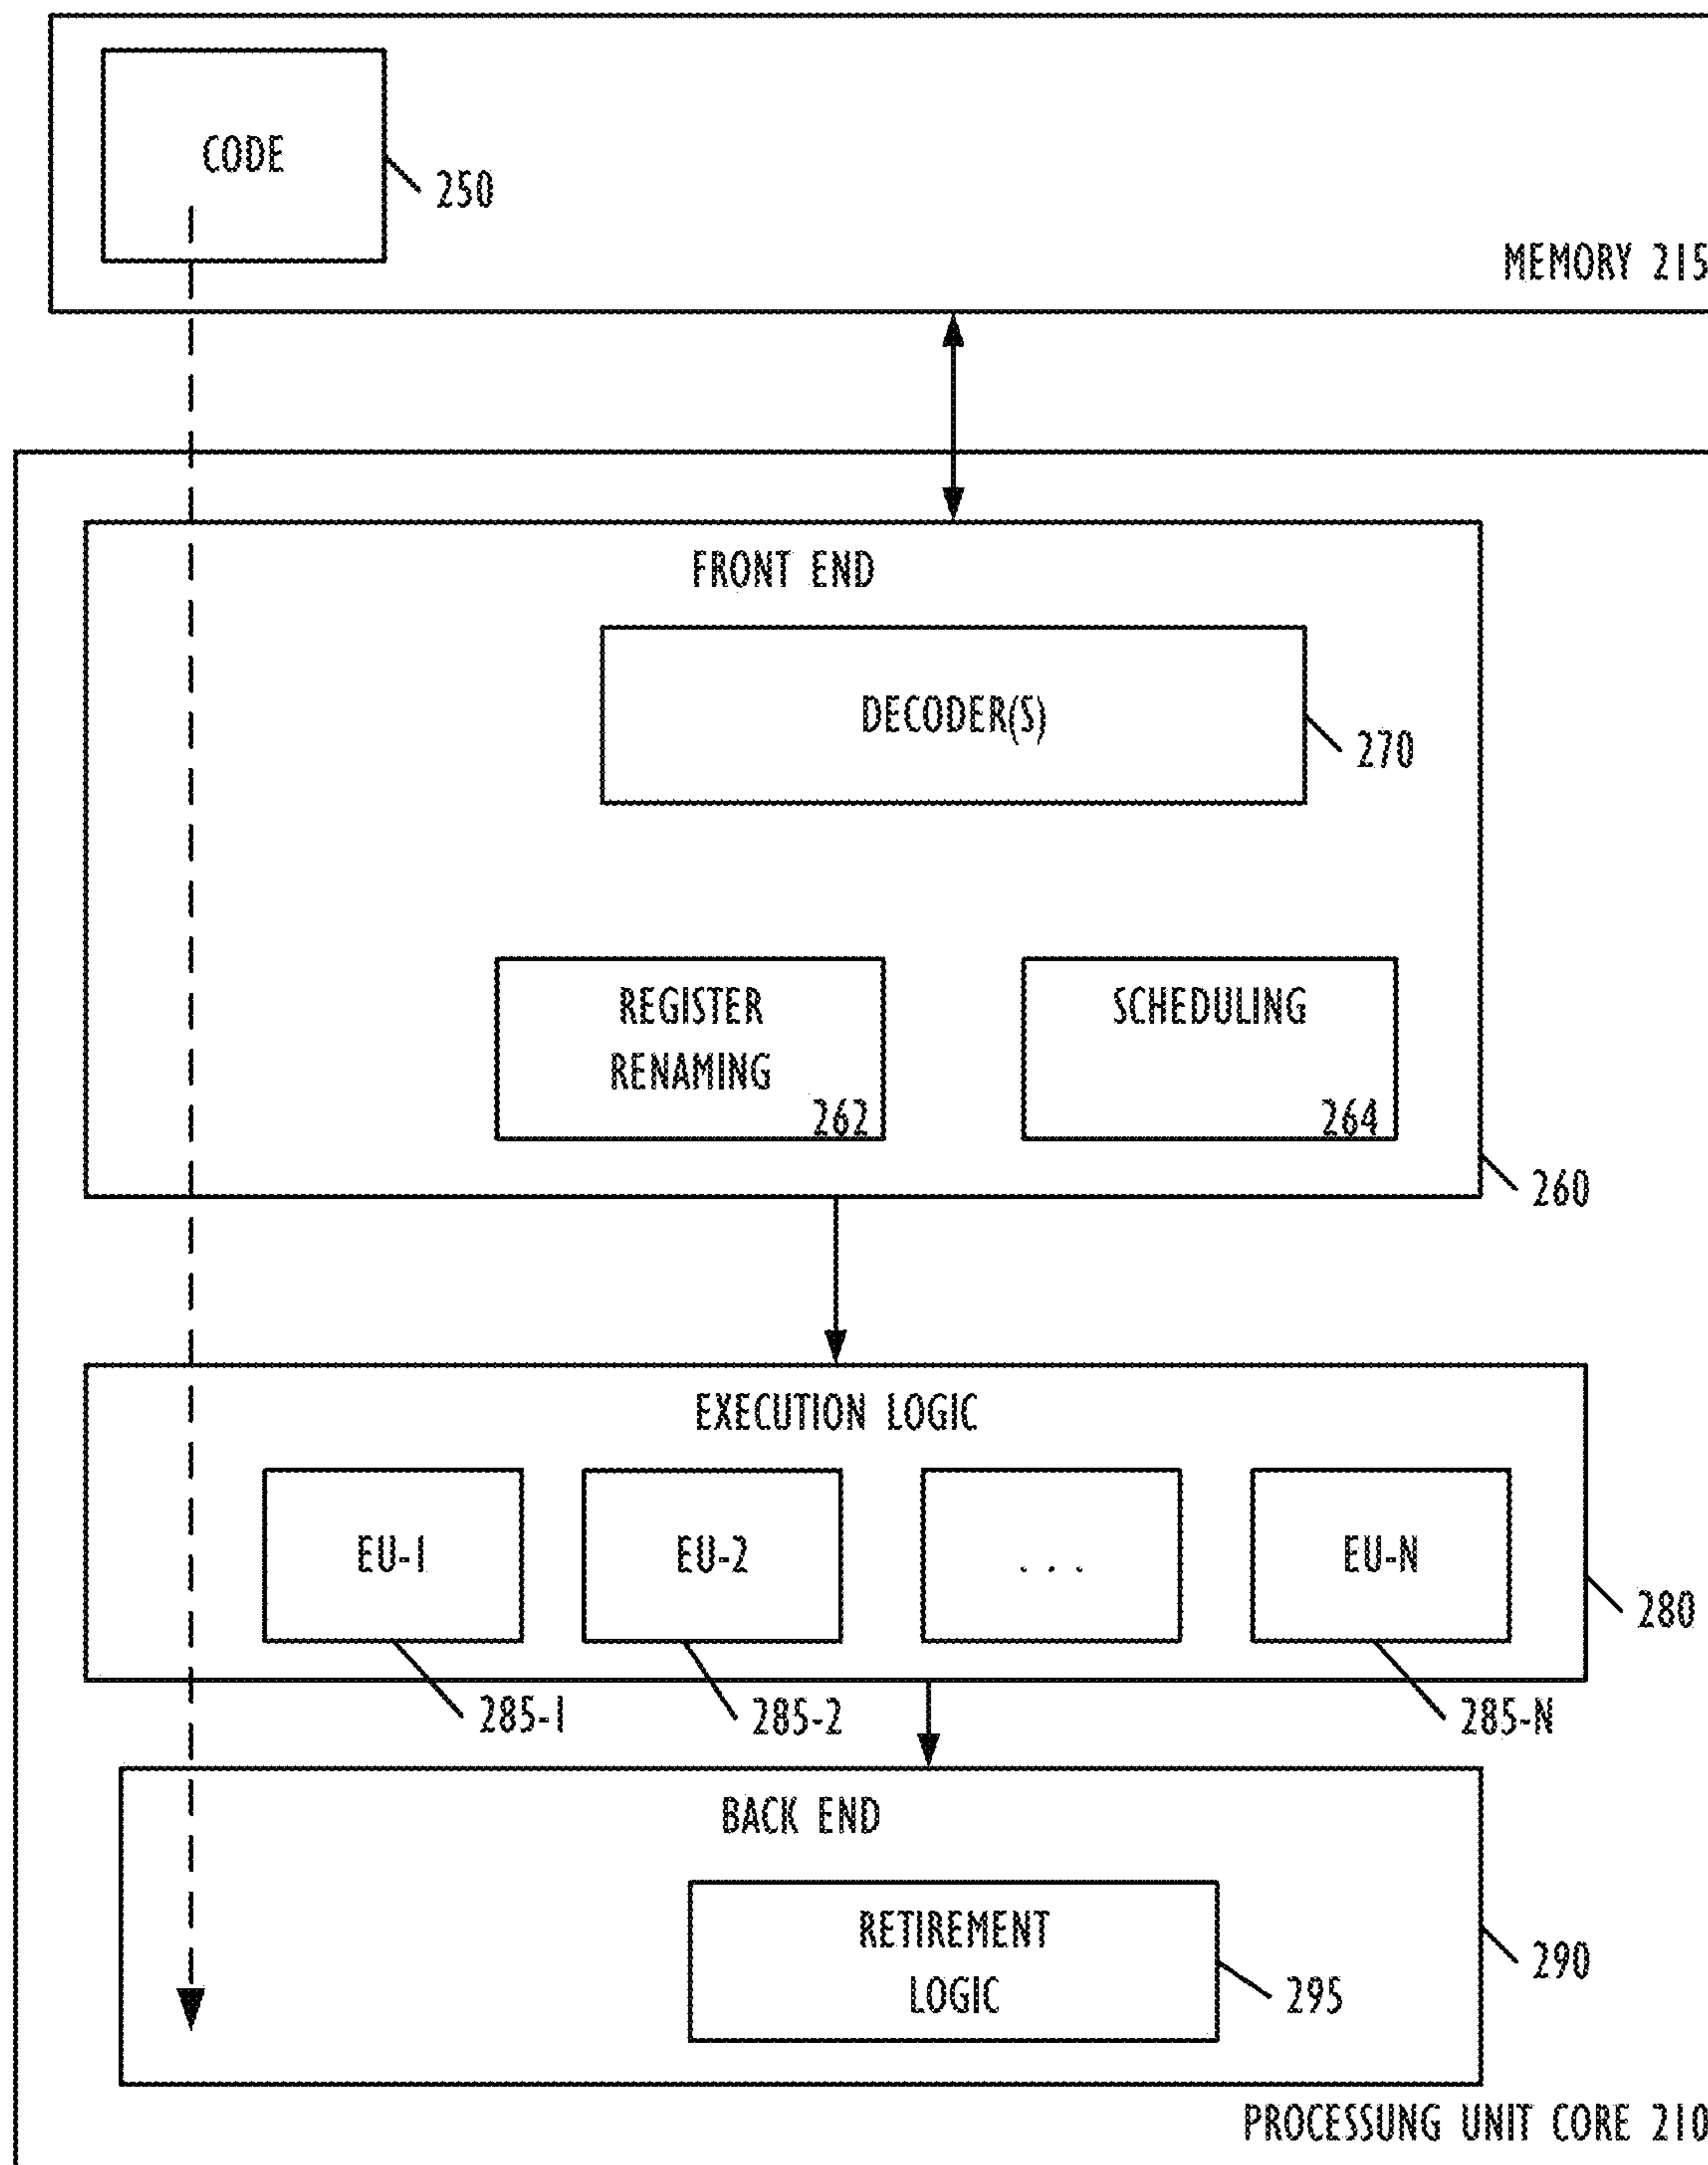 CODE
250
MEMORY 215
FRONT END
DECODER(S)
270
REGISTER
RENAMING
262
SCHEDULING
264
260
EXECUTION LOGIC
EU-1
EU-2
...
EU-N
280
285-1
285-2
285-N
BACK END
RETIREMENT
LOGIC
295
290
PROCESSUNG UNIT CORE 210